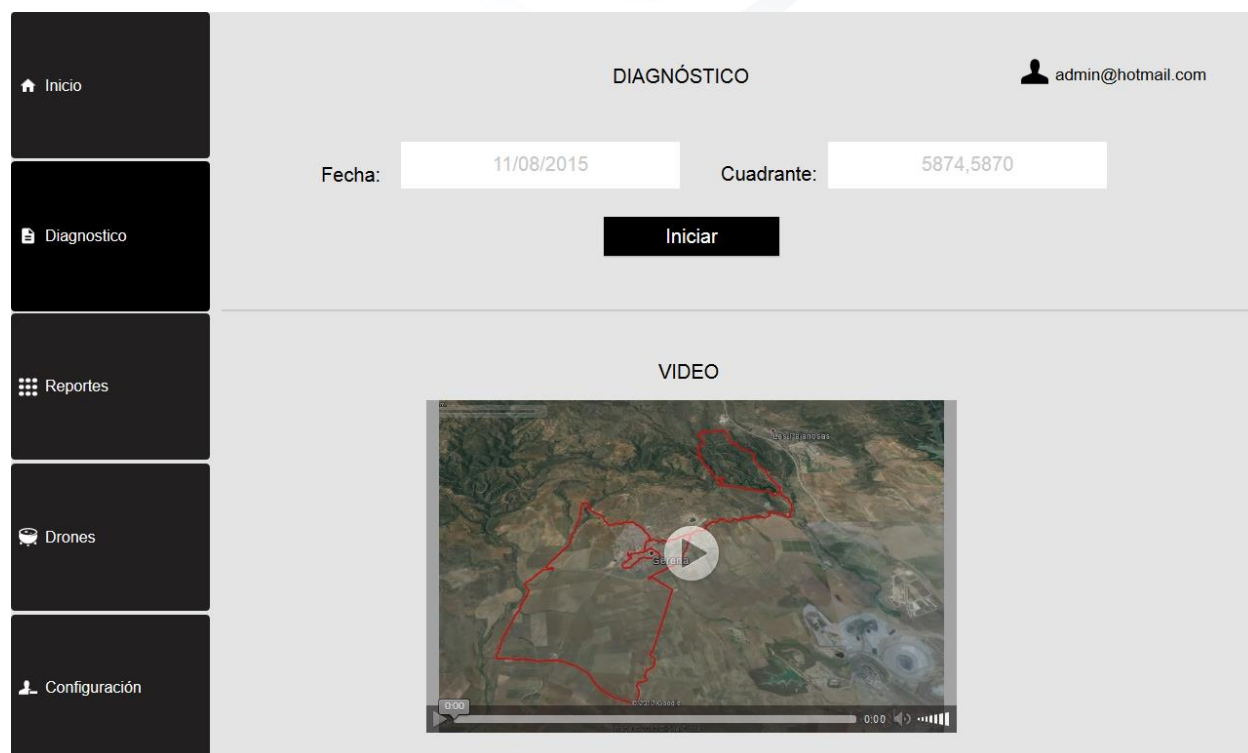 Inicio
Diagnostico
Reportes
Drones
Configuración
DIAGNÓSTICO
admin@hotmail.com
Fecha:
11/08/2015
Cuadrante:
5874,5870
Iniciar
VIDEO
Gerena
0:00
0:00